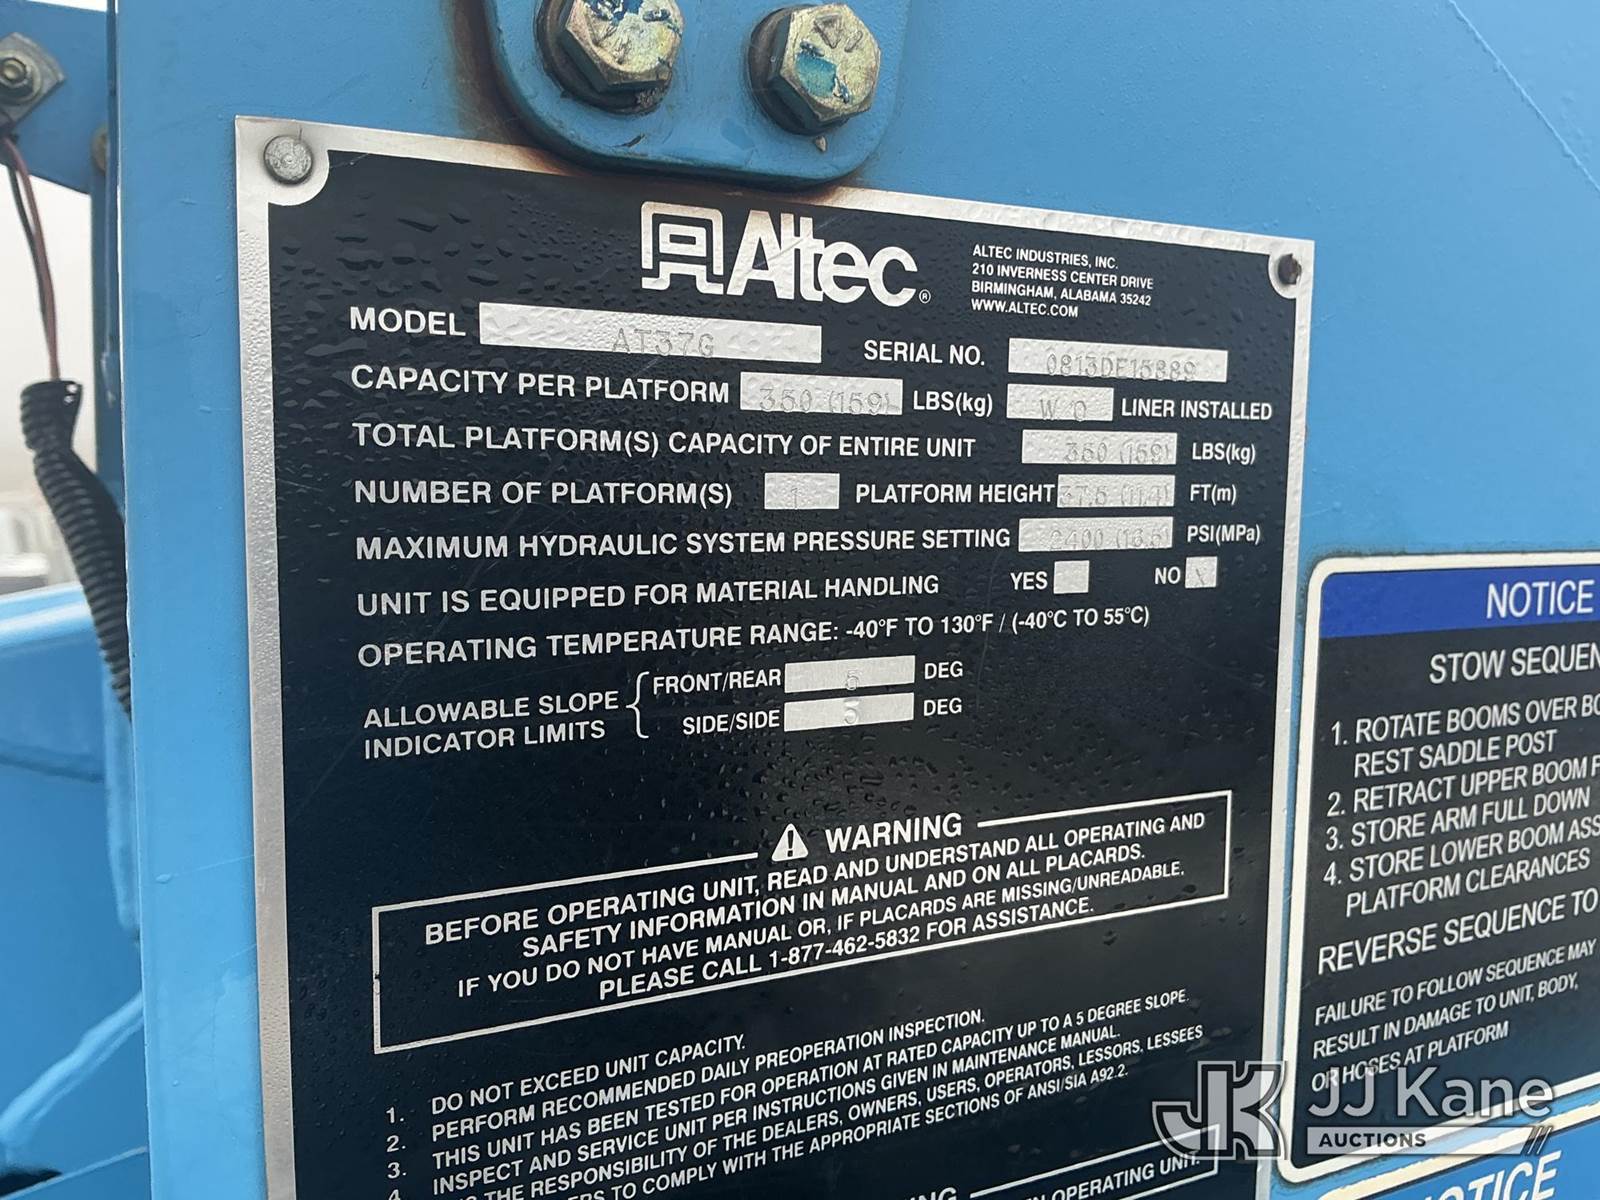 Altec®
ALTEC INDUSTRIES, INC.
210 INVERNESS CENTER DRIVE
BIRMINGHAM, ALABAMA 35242
WWW.ALTEC.COM
MODEL AT37G
SERIAL NO.
CAPACITY PER PLATFORM 350 (159) LBS(kg) LINER INSTALLED
TOTAL PLATFORM(S) CAPACITY OF ENTIRE UNIT 350 (159) LBS(kg)
NUMBER OF PLATFORM(S) 1 PLATFORM HEIGHT 37.5 (11.4) FT(m)
MAXIMUM HYDRAULIC SYSTEM PRESSURE SETTING 2400 (16.5) PSI(MPa)
UNIT IS EQUIPPED FOR MATERIAL HANDLING YES NO X
OPERATING TEMPERATURE RANGE: -40°F TO 130°F / (-40°C TO 55°C)
ALLOWABLE SLOPE INDICATOR LIMITS
FRONT/REAR 5 DEG
SIDE/SIDE DEG
WARNING
BEFORE OPERATING UNIT, READ AND UNDERSTAND ALL OPERATING AND
SAFETY INFORMATION IN MANUAL AND ON ALL PLACARDS.
IF YOU DO NOT HAVE MANUAL OR, IF PLACARDS ARE MISSING/UNREADABLE,
PLEASE CALL 1-877-462-5832 FOR ASSISTANCE.
1. DO NOT EXCEED UNIT CAPACITY.
2. PERFORM RECOMMENDED DAILY PREOPERATION INSPECTION.
3. THIS UNIT HAS BEEN TESTED FOR OPERATION AT RATED CAPACITY UP TO A 5 DEGREE SLOPE.
4. INSPECT AND SERVICE UNIT PER INSTRUCTIONS GIVEN IN MAINTENANCE MANUAL.
THE RESPONSIBILITY OF THE DEALERS, OWNERS, USERS, OPERATORS, LESSORS, LESSEES
TO COMPLY WITH THE APPROPRIATE SECTIONS OF ANSI/SIA A92.2.
OPERATING UNIT.
NOTICE
STOW SEQUEN
1. ROTATE BOOMS OVER BO
REST SADDLE POST
2. RETRACT UPPER BOOM F
3. STORE ARM FULL DOWN
4. STORE LOWER BOOM ASS
PLATFORM CLEARANCES
REVERSE SEQUENCE TO
FAILURE TO FOLLOW SEQUENCE MAY
RESULT IN DAMAGE TO UNIT, BODY,
OR HOSES AT PLATFORM
NOTICE
JK JJ Kane
AUCTIONS